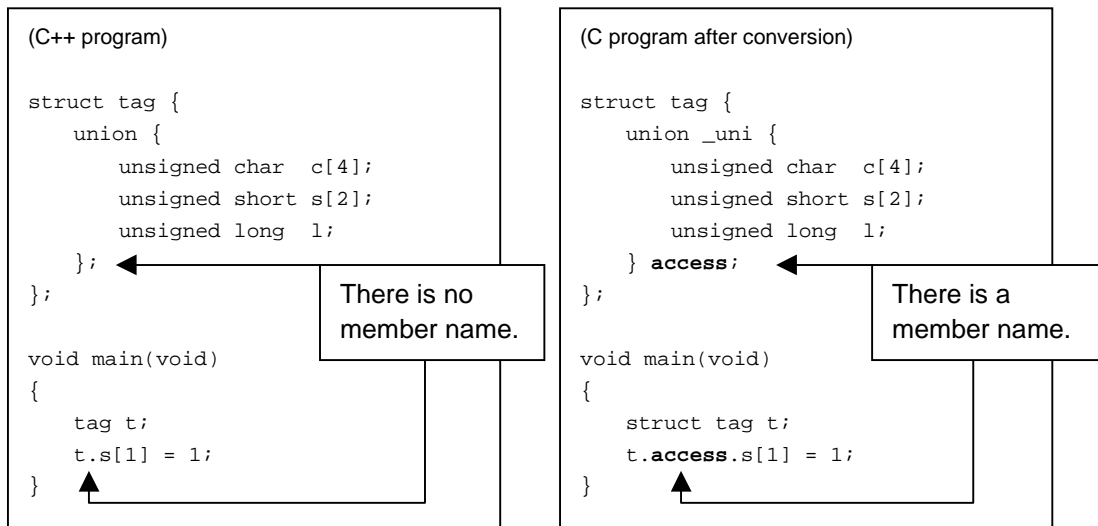 (C++ program)
struct tag {
    union {
        unsigned char  c[4];
        unsigned short s[2];
        unsigned long  l;
    };
};
There is no
member name.
void main(void)
{
    tag t;
    t.s[1] = 1;
}
(C program after conversion)
struct tag {
    union _uni {
        unsigned char  c[4];
        unsigned short s[2];
        unsigned long  l;
    } access;
};
There is a
member name.
void main(void)
{
    struct tag t;
    t.access.s[1] = 1;
}